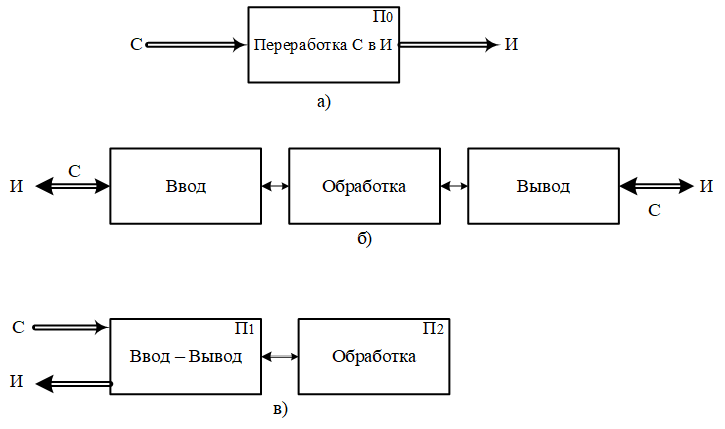 П0
С
Переработка С в И
И
а)
И
С
Ввод
Обработка
Вывод
И
С
б)
С
П1
П2
Ввод – Вывод
Обработка
И
в)